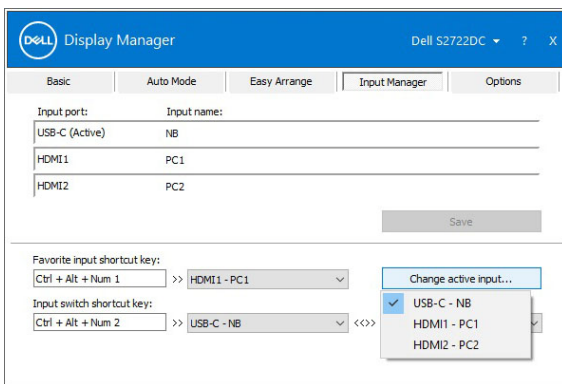 DELL Display Manager Dell S2722DC ? X
Basic Auto Mode Easy Arrange Input Manager Options
Input port: Input name:
USB-C (Active) NB
HDMI1 PC1
HDMI2 PC2
Save
Favorite input shortcut key:
Ctrl + Alt + Num 1 >> HDMI1 - PC1 Change active input...
Input switch shortcut key:
Ctrl + Alt + Num 2 >> USB-C - NB <<>>
USB-C - NB
HDMI1 - PC1
HDMI2 - PC2